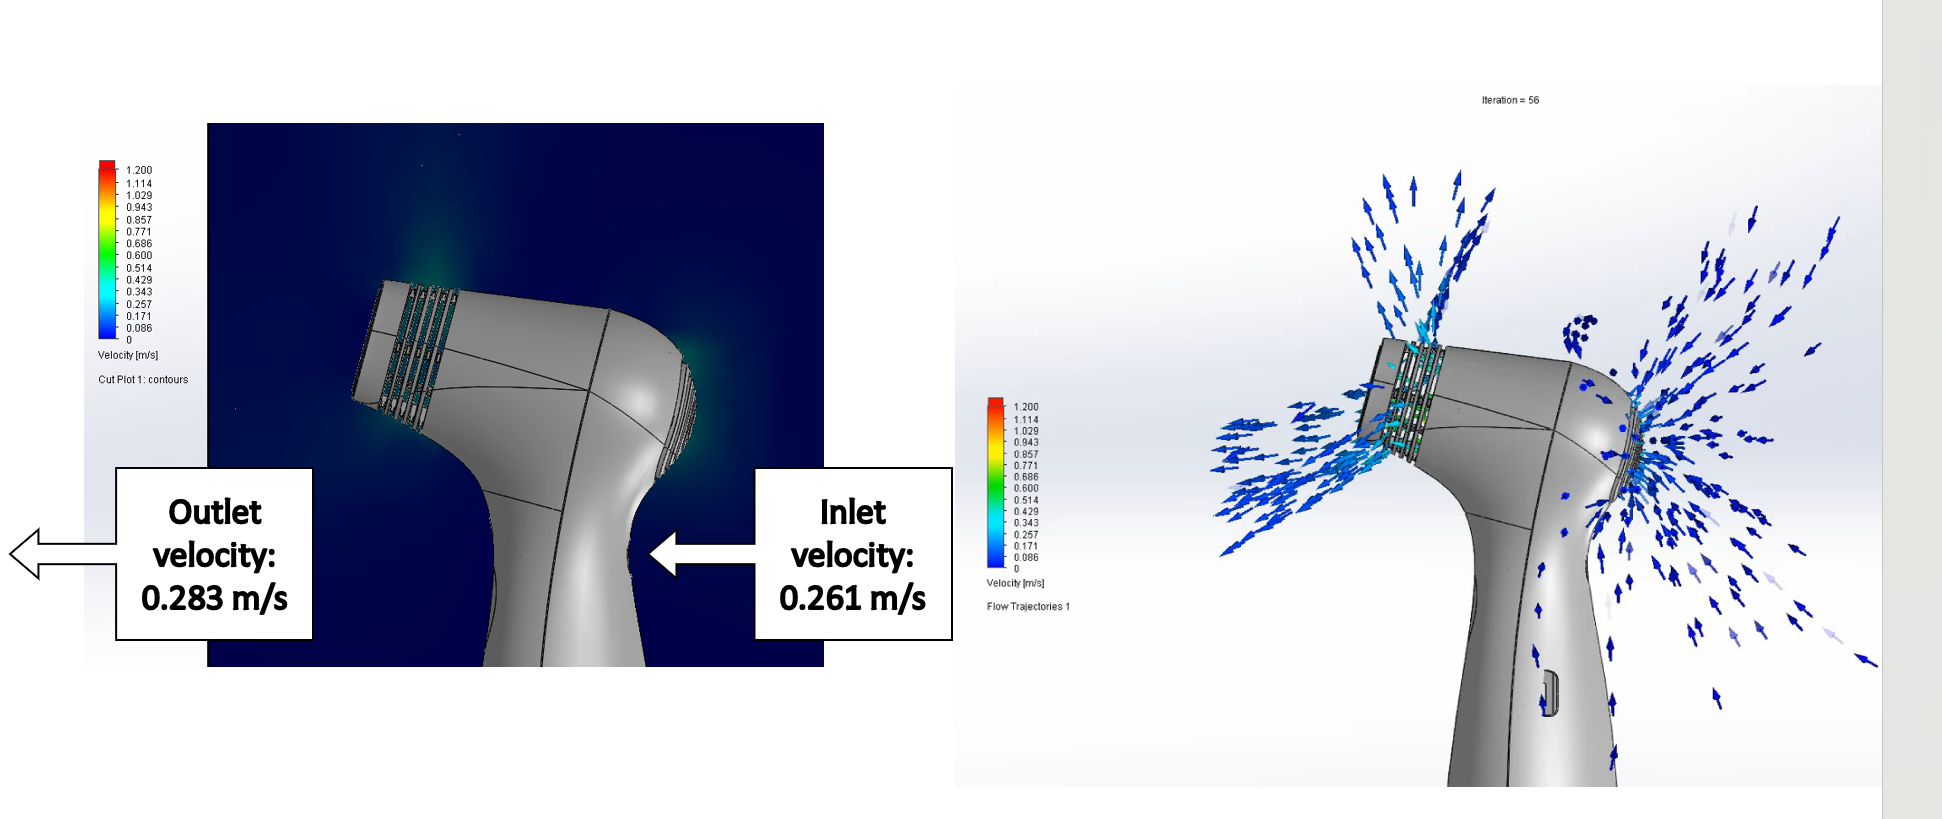 1.200
1.114
1.029
0.943
0.857
0.771
0.686
0.600
0.514
0.429
0.343
0.257
0.171
0.086
0
Velocity [m/s]
Cut Plot 1: contours
Outlet
velocity:
0.283 m/s
Inlet
velocity:
0.261 m/s
Iteration = 56
1.200
1.114
1.029
0.943
0.857
0.771
0.686
0.600
0.514
0.429
0.343
0.257
0.171
0.086
0
Velocity [m/s]
Flow Trajectories 1